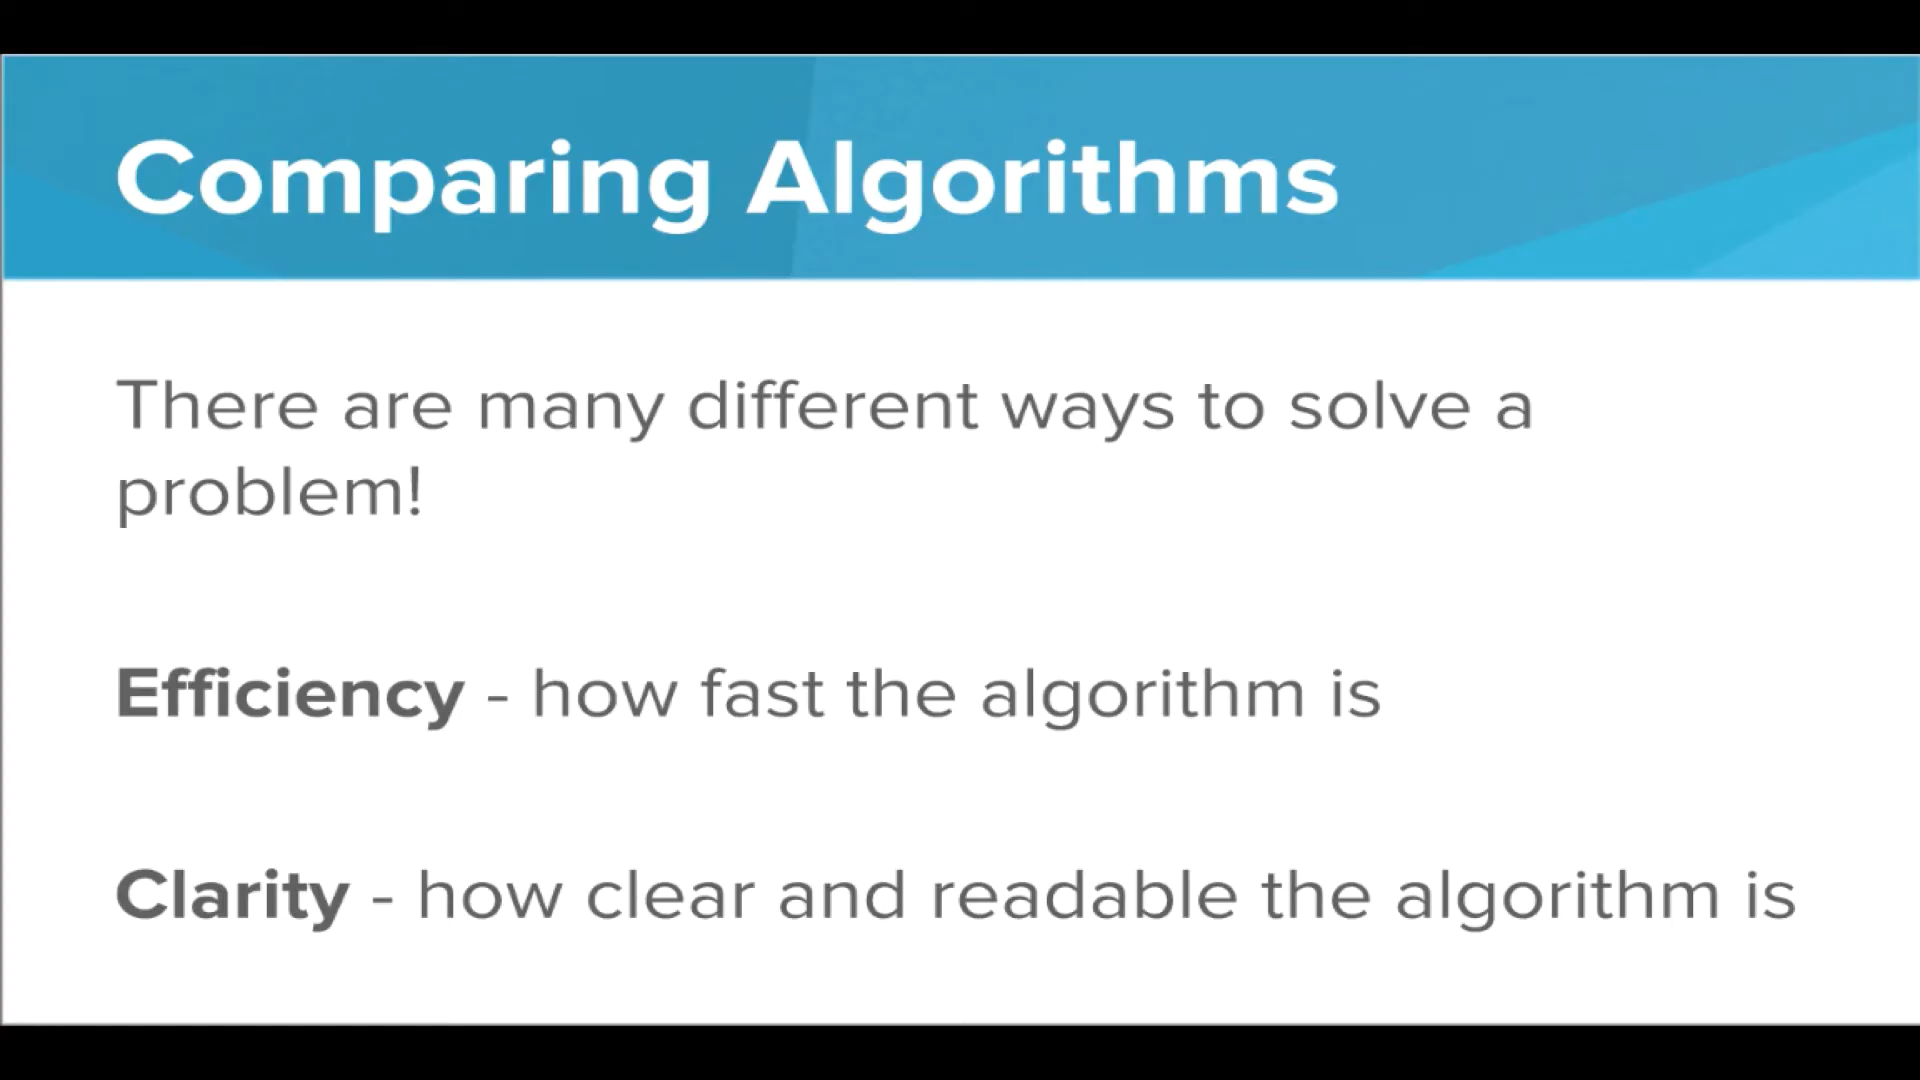 Comparing Algorithms
There are many different ways to solve a
problem!
Efficiency - how fast the algorithm is
Clarity - how clear and readable the algorithm is